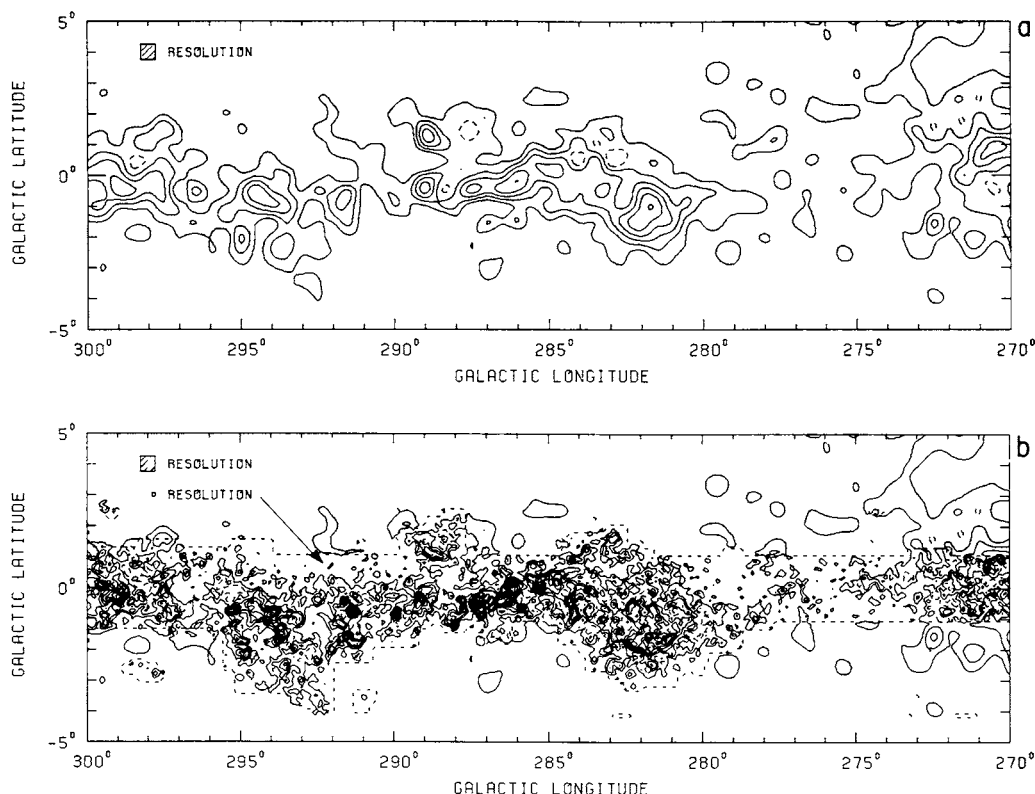 a
5°
RESOLUTION
GALACTIC LATITUDE
0°
-5°
300° 295° 290° 285° 280° 275° 270°
GALACTIC LONGITUDE
b
5°
RESOLUTION
RESOLUTION
GALACTIC LATITUDE
0°
-5°
300° 295° 290° 285° 280° 275° 270°
GALACTIC LONGITUDE